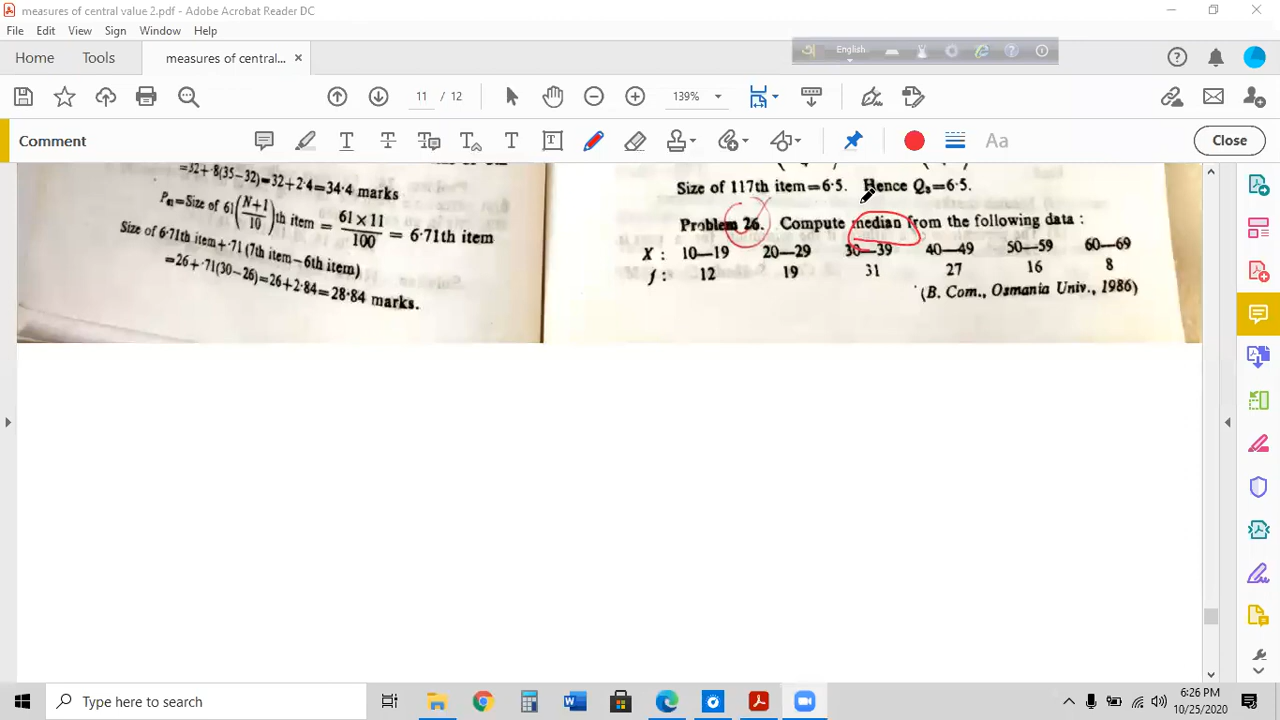 measures of central value 2.pdf - Adobe Acrobat Reader DC
File Edit View Sign Window Help
Home Tools measures of central... ×
English
11 / 12 139%
Comment
Close
=32+·8(35−32)=32+2·4=34·4 marks
P₆₁=Size of 61(N+1/10)th item = 61×11/100 = 6·71th item
Size of 6·71th item+·71 (7th item−6th item)
=26+·71(30−26)=26+2·84=28·84 marks.
Size of 117th item=6·5. Hence Q₃=6·5.
Problem 26. Compute median from the following data :
X : 10—19 20—29 30—39 40—49 50—59 60—69
f : 12 19 31 27 16 8
(B. Com., Osmania Univ., 1986)
Type here to search
6:26 PM
10/25/2020